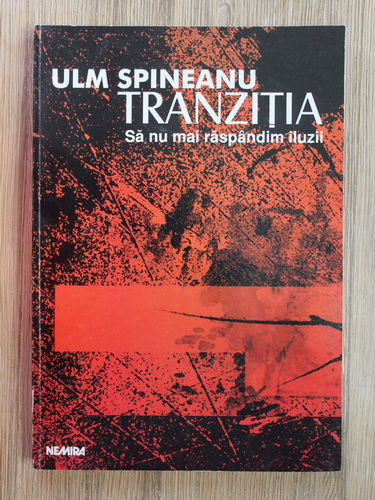 ULM SPINEANU
TRANZIȚIA
Să nu mai răspândim iluzii
NEMIRA